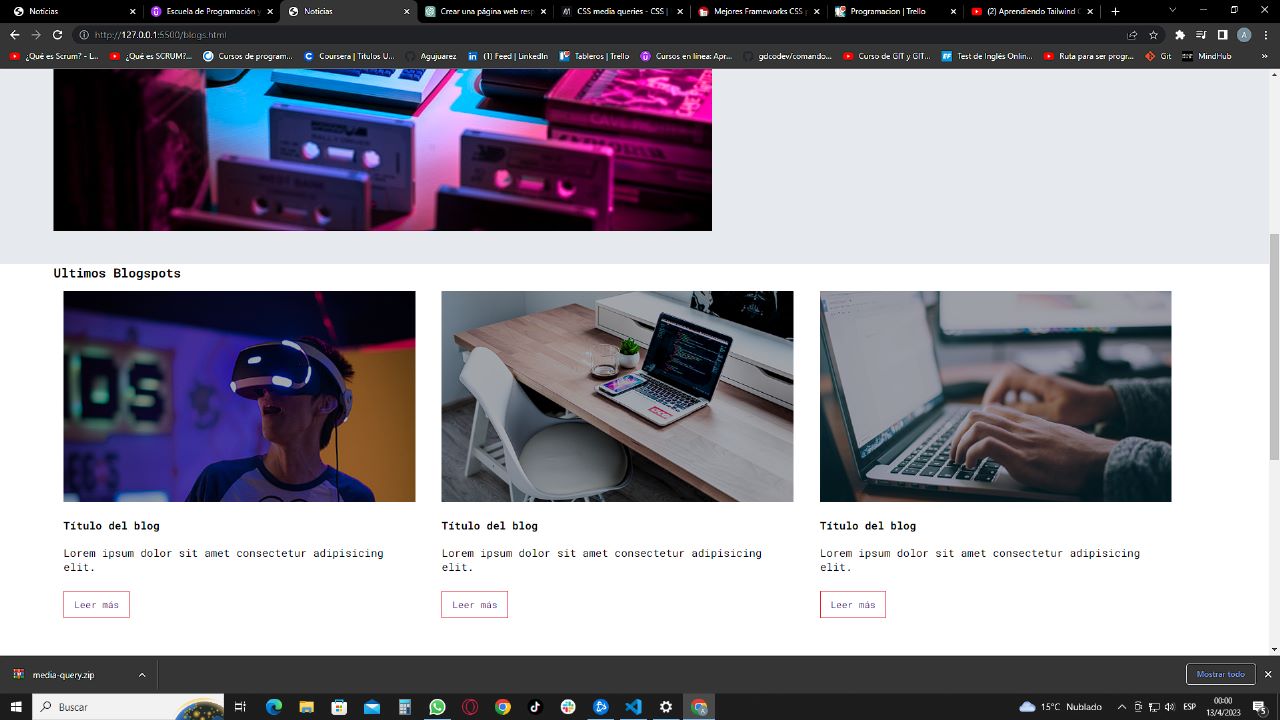 Noticias
Escuela de Programación y
Noticias
Crear una página web resp
CSS media queries - CSS |
Mejores Frameworks CSS p
Programacion | Trello
(2) Aprendiendo Tailwind C
http://127.0.0.1:5500/blogs.html
A
¿Qué es Scrum? - L...
¿Qué es SCRUM?...
Cursos de program...
Coursera | Titulos U...
Agyuarez
(1) Feed | LinkedIn
Tableros | Trello
Cursos en línea: Apr...
gdcodev/comando...
Curso de GIT y GIT...
Test de Inglés Onlin...
Ruta para ser progr...
Git
MindHub
Ultimos Blogspots
Título del blog
Título del blog
Título del blog
Lorem ipsum dolor sit amet consectetur adipisicing
elit.
Lorem ipsum dolor sit amet consectetur adipisicing
elit.
Lorem ipsum dolor sit amet consectetur adipisicing
elit.
Leer más
Leer más
Leer más
media-query.zip
Mostrar todo
Buscar
15°C Nublado
ESP
00:00
13/4/2023